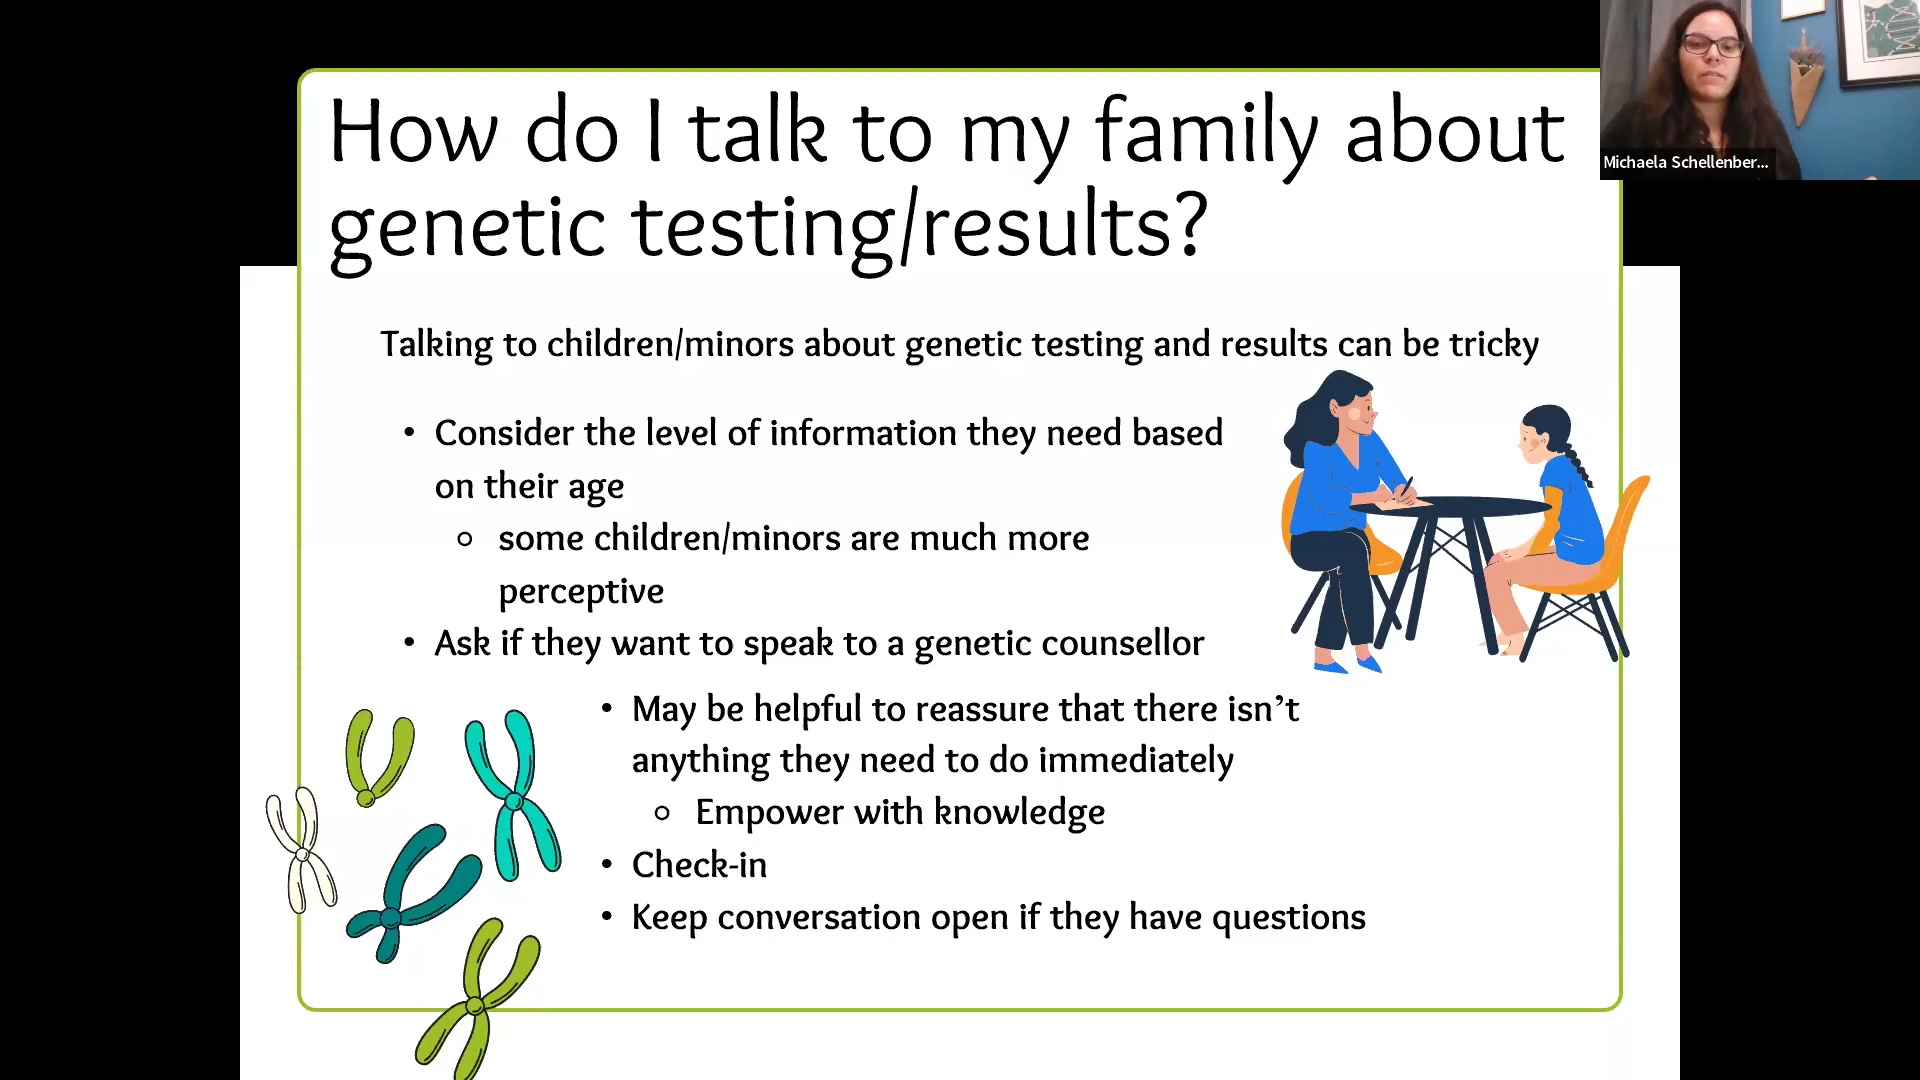 How do I talk to my family about
genetic testing/results?
Michaela Schellenber...
Talking to children/minors about genetic testing and results can be tricky
• Consider the level of information they need based
on their age
○ some children/minors are much more
perceptive
• Ask if they want to speak to a genetic counsellor
• May be helpful to reassure that there isn’t
anything they need to do immediately
○ Empower with knowledge
• Check-in
• Keep conversation open if they have questions